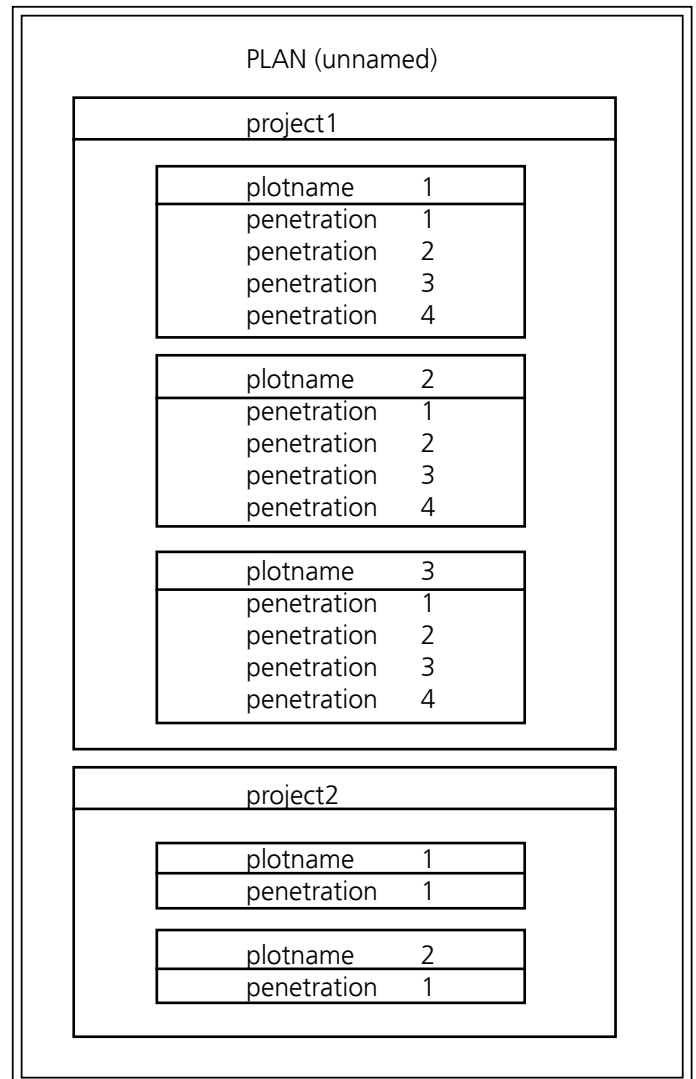 PLAN (unnamed)
project1
plotname 1
penetration 1
penetration 2
penetration 3
penetration 4
plotname 2
penetration 1
penetration 2
penetration 3
penetration 4
plotname 3
penetration 1
penetration 2
penetration 3
penetration 4
project2
plotname 1
penetration 1
plotname 2
penetration 1